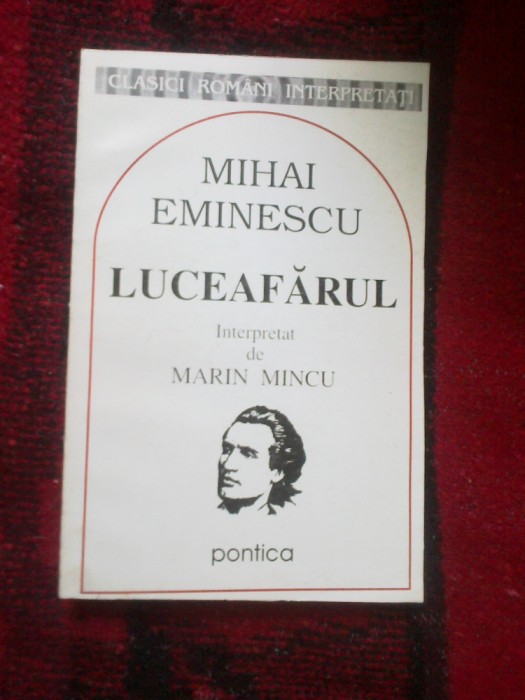 CLASICI ROMÂNI INTERPRETAȚI
MIHAI
EMINESCU
LUCEAFĂRUL
Interpretat
de
MARIN MINCU
pontica